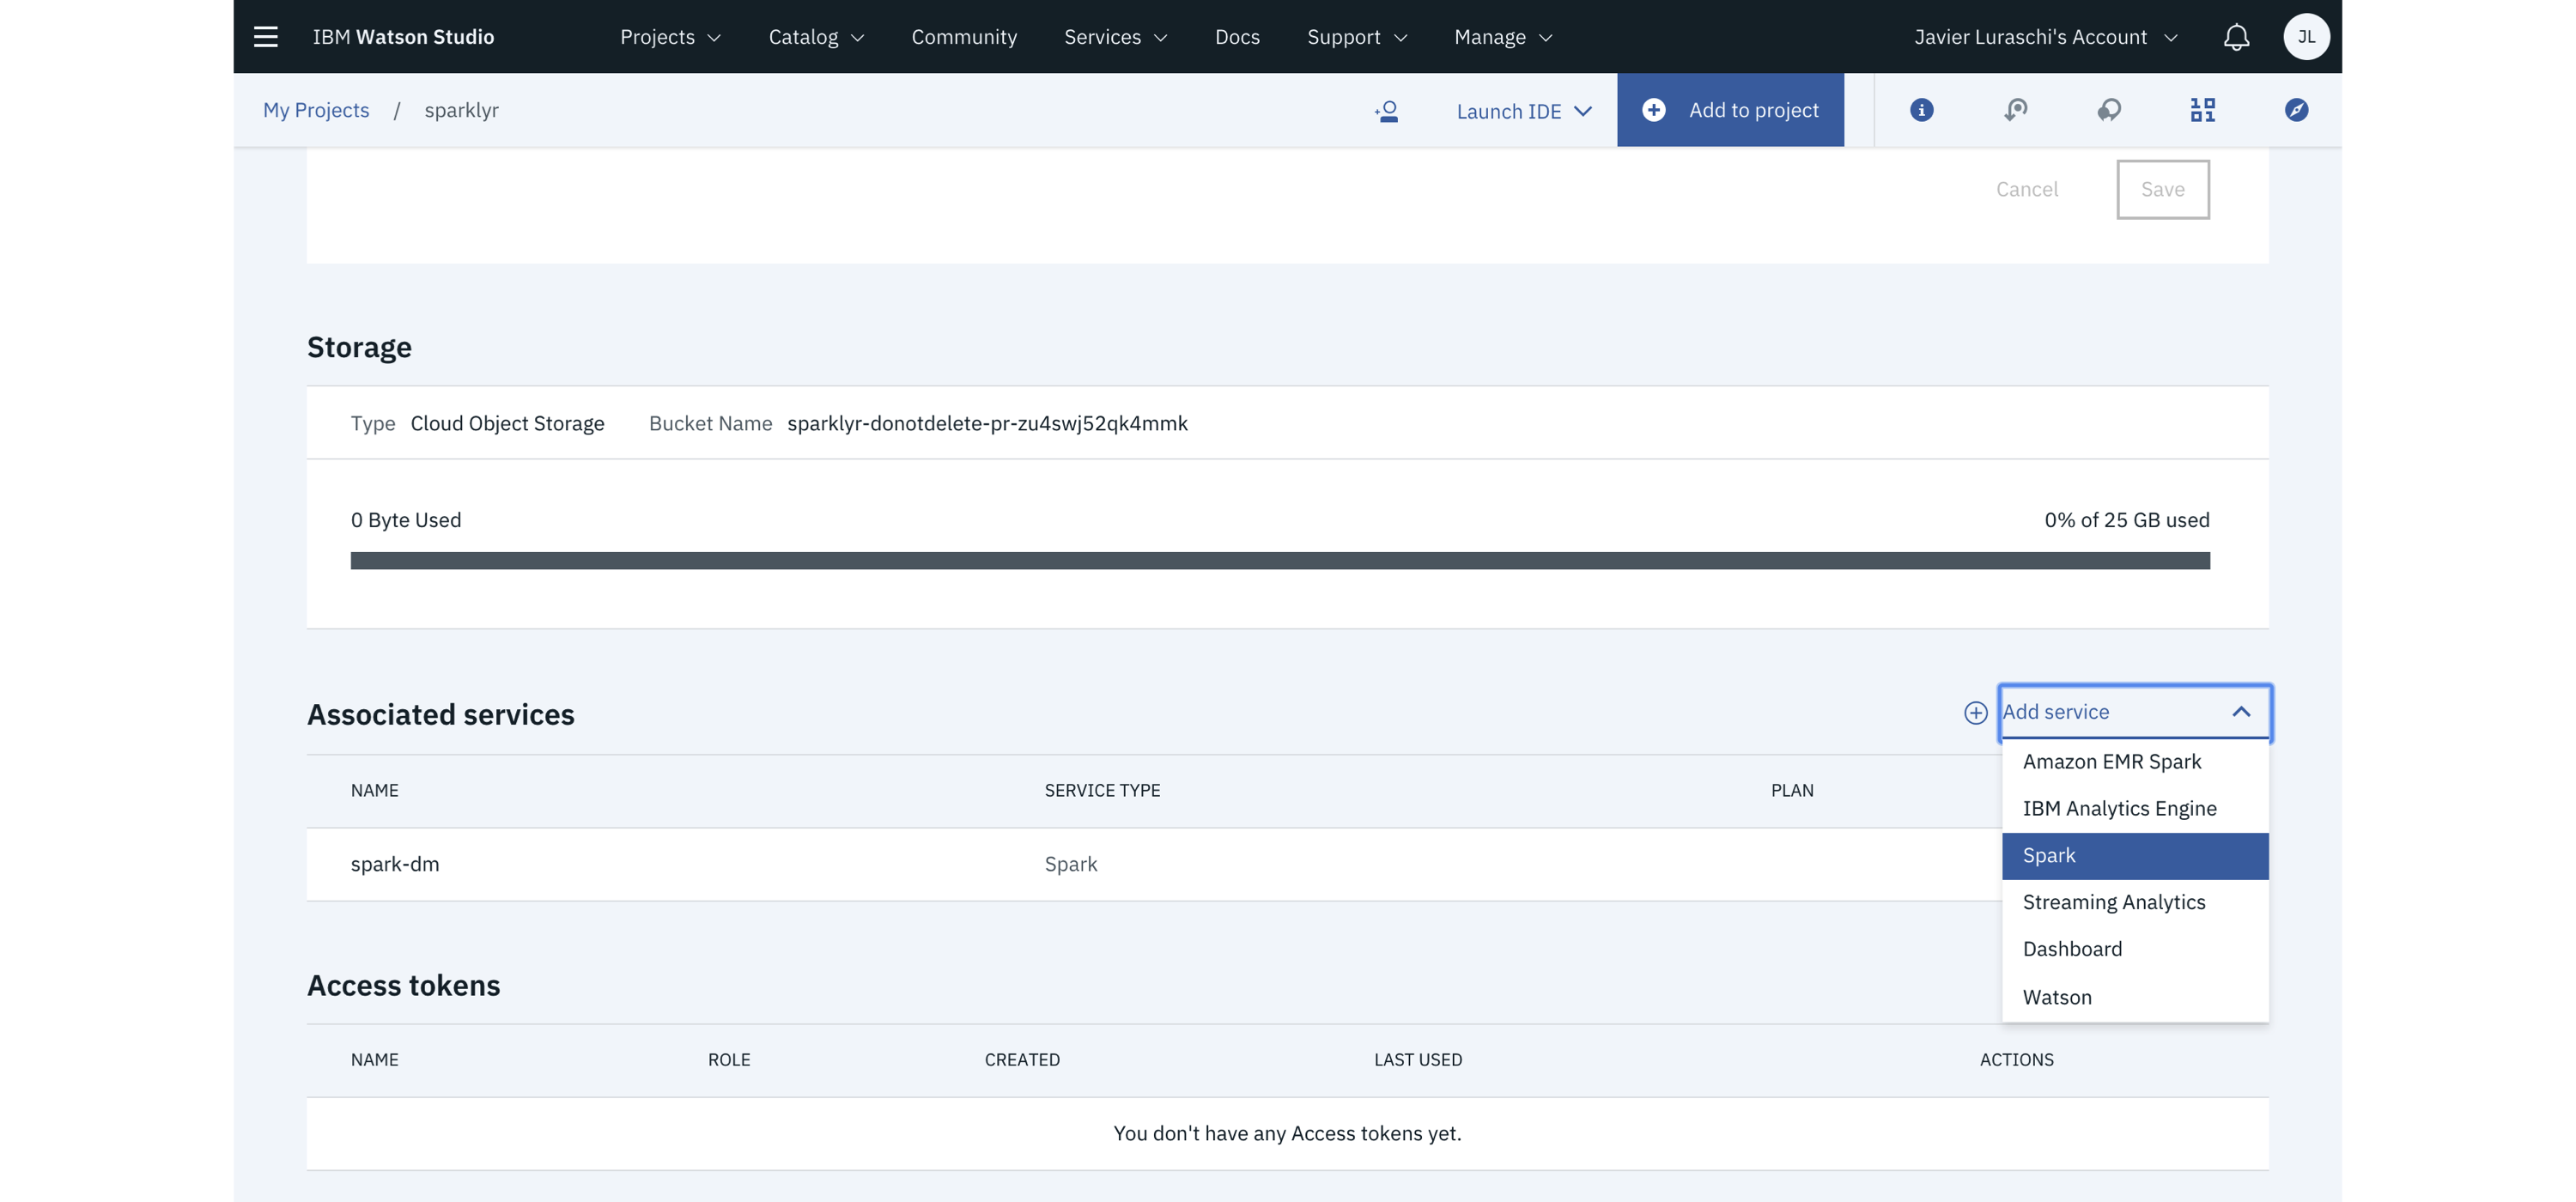 IBM Watson Studio Projects Catalog Community Services Docs Support Manage Javier Luraschi's Account JL
My Projects / sparklyr Launch IDE Add to project
Cancel Save
Storage
Type Cloud Object Storage Bucket Name sparklyr-donotdelete-pr-zu4swj52qk4mmk
0 Byte Used 0% of 25 GB used
Associated services Add service
Amazon EMR Spark
NAME SERVICE TYPE PLAN
IBM Analytics Engine
Spark
spark-dm Spark
Streaming Analytics
Dashboard
Access tokens
Watson
NAME ROLE CREATED LAST USED ACTIONS
You don't have any Access tokens yet.